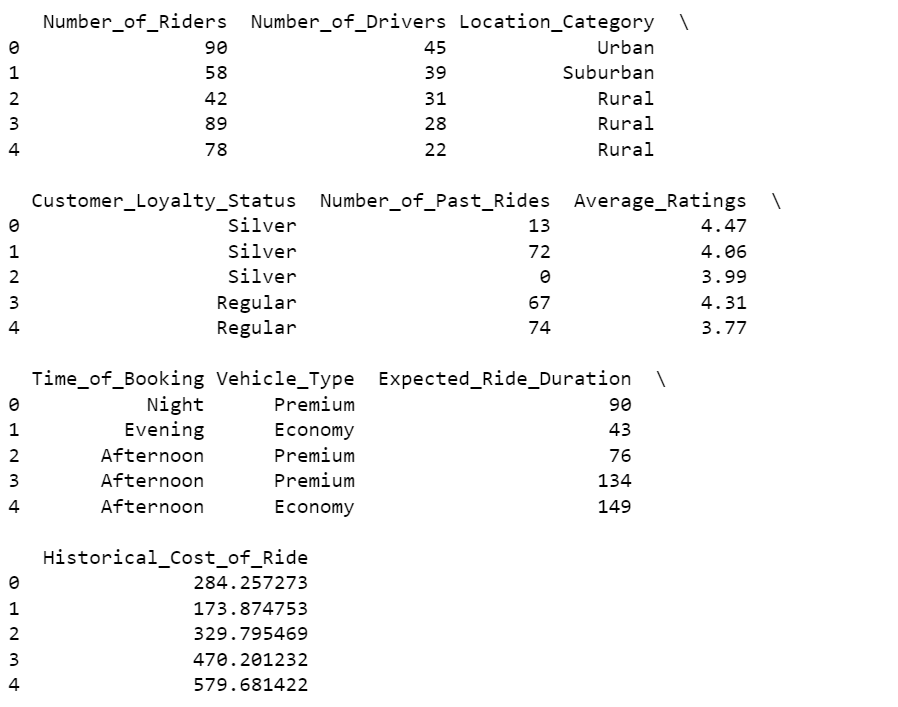 Number_of_Riders Number_of_Drivers Location_Category \
0 90 45 Urban
1 58 39 Suburban
2 42 31 Rural
3 89 28 Rural
4 78 22 Rural
Customer_Loyalty_Status Number_of_Past_Rides Average_Ratings \
0 Silver 13 4.47
1 Silver 72 4.06
2 Silver 0 3.99
3 Regular 67 4.31
4 Regular 74 3.77
Time_of_Booking Vehicle_Type Expected_Ride_Duration \
0 Night Premium 90
1 Evening Economy 43
2 Afternoon Premium 76
3 Afternoon Premium 134
4 Afternoon Economy 149
Historical_Cost_of_Ride
0 284.257273
1 173.874753
2 329.795469
3 470.201232
4 579.681422